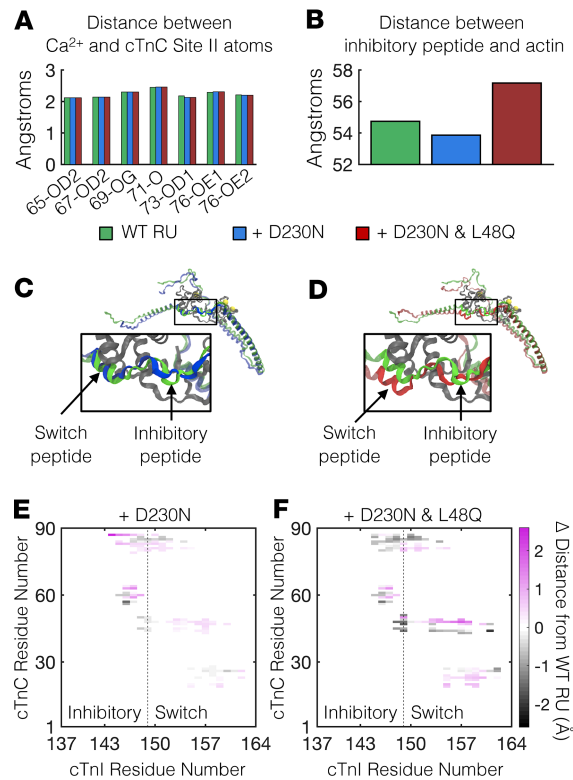 A
Distance between
Ca²⁺ and cTnC Site II atoms
Angstroms
3
2
1
0
65-OD2
67-OD2
69-OG
71-O
73-OD1
76-OE1
76-OE2
B
Distance between
inhibitory peptide and actin
Angstroms
58
56
54
52
WT RU
+ D230N
+ D230N & L48Q
C
Switch
peptide
Inhibitory
peptide
D
Switch
peptide
Inhibitory
peptide
E
+ D230N
cTnC Residue Number
90
60
30
1
Inhibitory
Switch
137 143 150 157 164
cTnI Residue Number
F
+ D230N & L48Q
cTnC Residue Number
90
60
30
1
Inhibitory
Switch
137 143 150 157 164
cTnI Residue Number
2
1
0
-1
-2
Δ Distance from WT RU (Å)